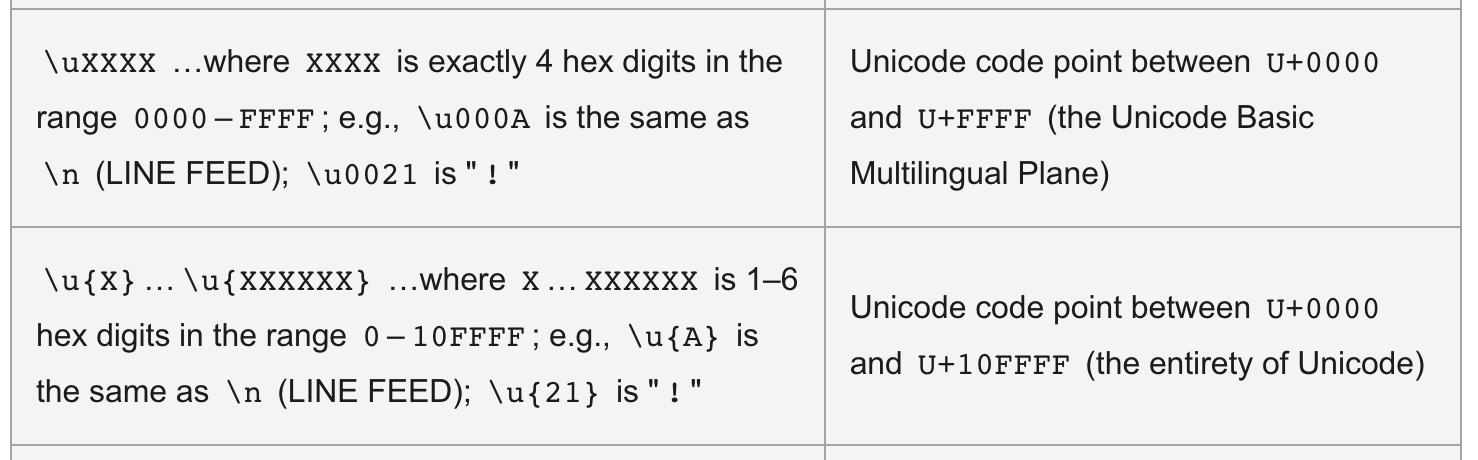 \uXXXX …where XXXX is exactly 4 hex digits in the
range 0000–FFFF; e.g., \u000A is the same as
\n (LINE FEED); \u0021 is "!"
Unicode code point between U+0000
and U+FFFF (the Unicode Basic
Multilingual Plane)
\u{X}…\u{XXXXXX} …where X…XXXXXX is 1–6
hex digits in the range 0–10FFFF; e.g., \u{A} is
the same as \n (LINE FEED); \u{21} is "!"
Unicode code point between U+0000
and U+10FFFF (the entirety of Unicode)